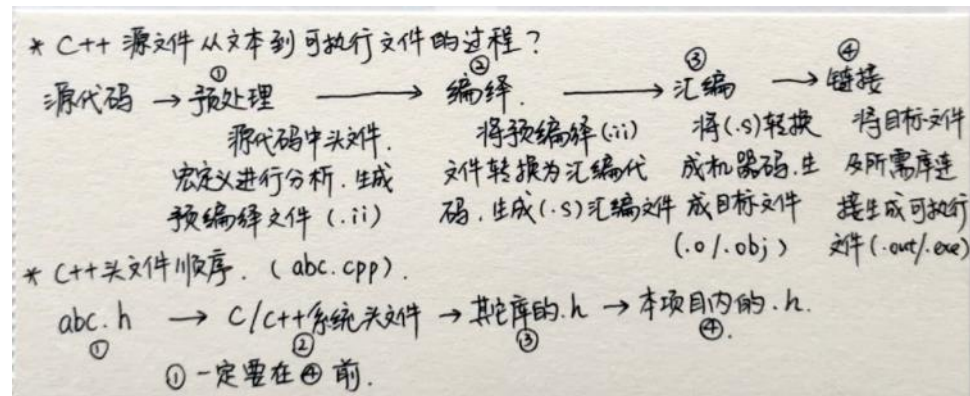 * C++ 源文件从文本到可执行文件的过程?
① ② ③ ④
源代码 → 预处理 → 编绎. → 汇编 → 链接
源代码中头文件. 将预编绎(.ii) 将(.s)转换 将目标文件
宏定义进行分析.生成 文件转换为汇编代 成机器码.生 及所需库连
预编绎文件 (.ii) 码.生成(.s)汇编文件 成目标文件 接生成可执行
(.o/.obj) 文件(.out/.exe)
* C++头文件顺序. (abc.cpp).
abc.h → C/C++系统头文件 → 其它库的.h → 本项目内的.h.
① ② ③ ④.
① 一定要在 ④ 前.